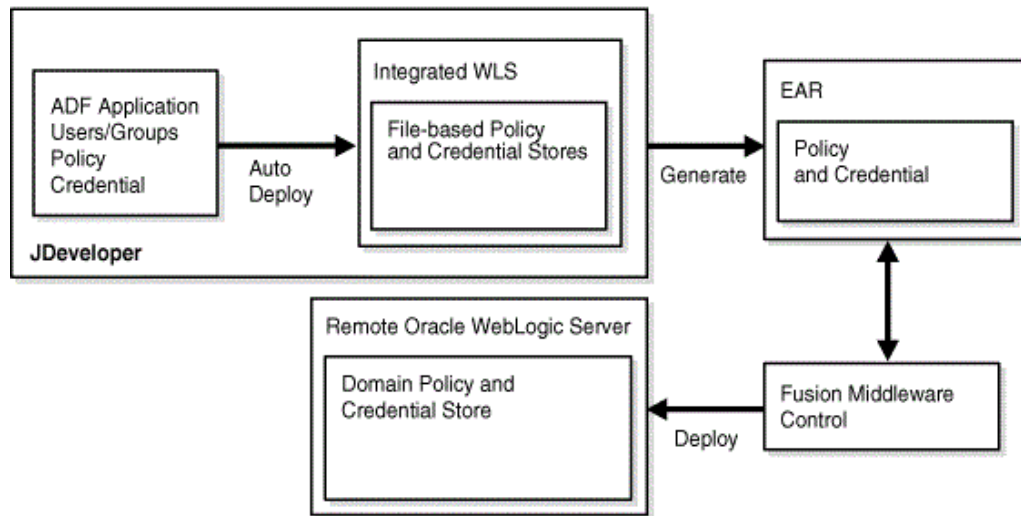 ADF Application
Users/Groups
Policy
Credential
Auto
Deploy
Integrated WLS
File-based Policy
and Credential Stores
JDeveloper
Generate
EAR
Policy
and Credential
Remote Oracle WebLogic Server
Domain Policy and
Credential Store
Deploy
Fusion Middleware
Control